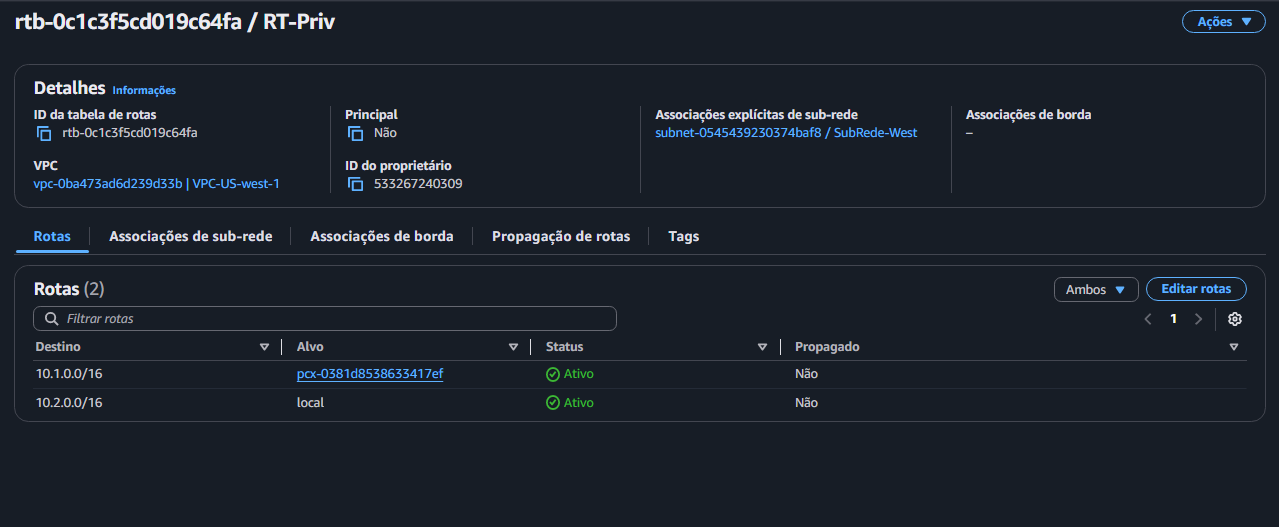 rtb-0c1c3f5cd019c64fa / RT-Priv
Ações
Detalhes Informações
ID da tabela de rotas
rtb-0c1c3f5cd019c64fa
Principal
Não
Associações explícitas de sub-rede
subnet-0545439230374baf8 / SubRede-West
Associações de borda
–
VPC
vpc-0ba473ad6d239d33b | VPC-US-west-1
ID do proprietário
533267240309
Rotas Associações de sub-rede Associações de borda Propagação de rotas Tags
Rotas (2)
Ambos Editar rotas
Filtrar rotas
1
Destino Alvo Status Propagado
10.1.0.0/16 pcx-0381d8538633417ef Ativo Não
10.2.0.0/16 local Ativo Não